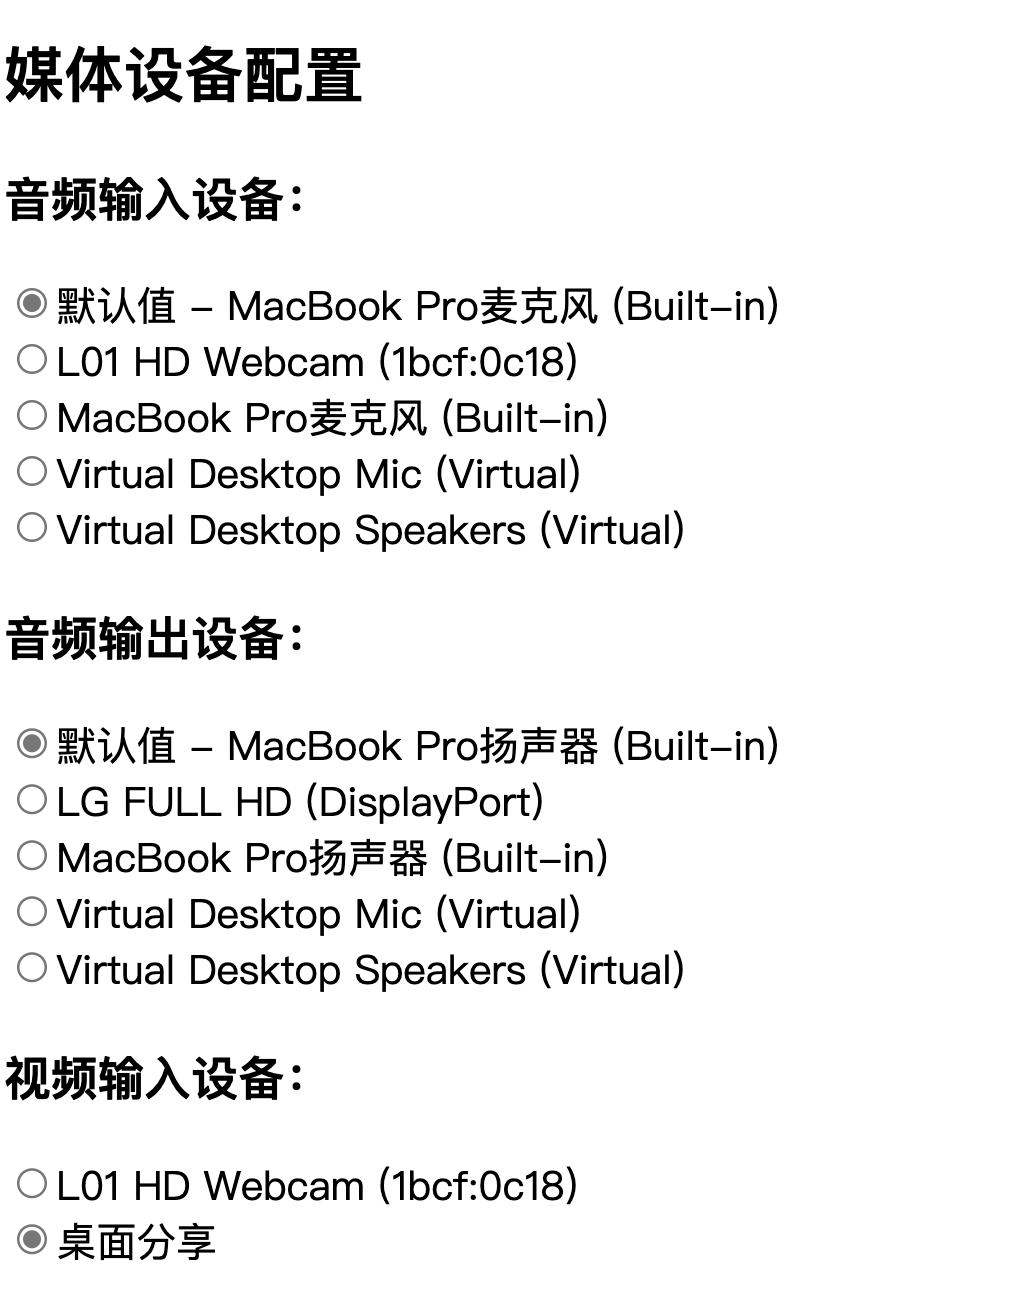 媒体设备配置
音频输入设备：
默认值 - MacBook Pro麦克风 (Built-in)
L01 HD Webcam (1bcf:0c18)
MacBook Pro麦克风 (Built-in)
Virtual Desktop Mic (Virtual)
Virtual Desktop Speakers (Virtual)
音频输出设备：
默认值 - MacBook Pro扬声器 (Built-in)
LG FULL HD (DisplayPort)
MacBook Pro扬声器 (Built-in)
Virtual Desktop Mic (Virtual)
Virtual Desktop Speakers (Virtual)
视频输入设备：
L01 HD Webcam (1bcf:0c18)
桌面分享